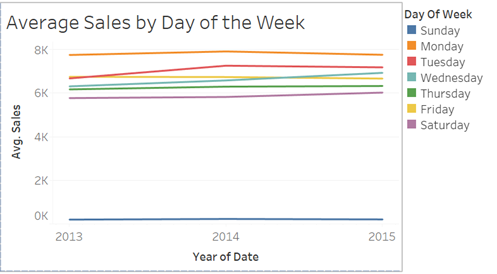 Average Sales by Day of the Week
8K
6K
4K
2K
0K
Avg. Sales
2013
2014
2015
Year of Date
Day Of Week
Sunday
Monday
Tuesday
Wednesday
Thursday
Friday
Saturday